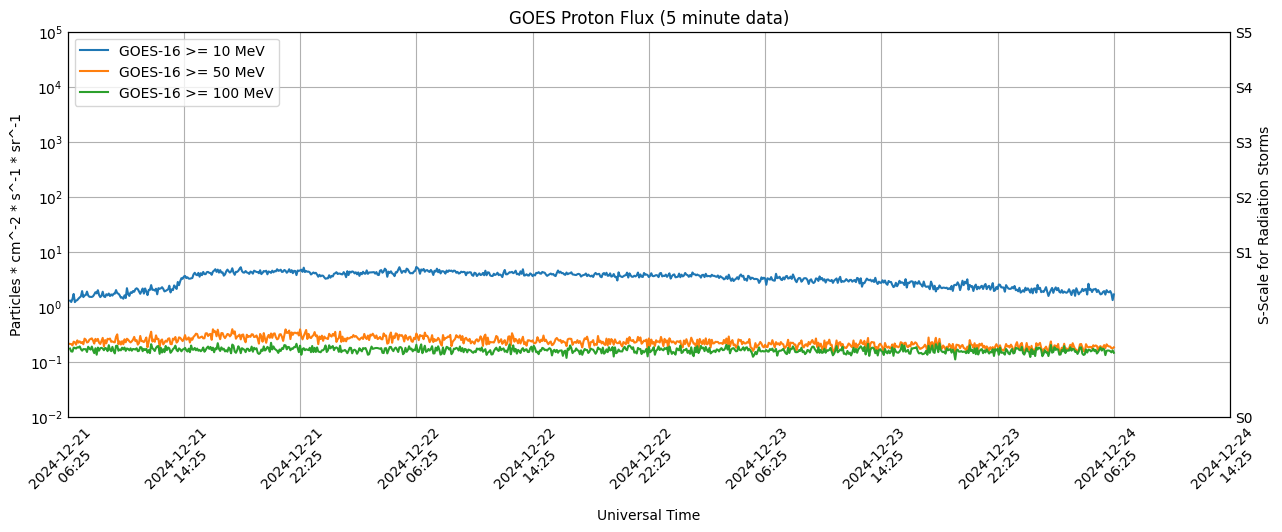 GOES Proton Flux (5 minute data)
GOES-16 >= 10 MeV
GOES-16 >= 50 MeV
GOES-16 >= 100 MeV
Particles * cm^-2 * s^-1 * sr^-1
10^5
10^4
10^3
10^2
10^1
10^0
10^-1
10^-2
S5
S4
S3
S2
S1
S0
S-Scale for Radiation Storms
2024-12-21
06:25
2024-12-21
14:25
2024-12-21
22:25
2024-12-22
06:25
2024-12-22
14:25
2024-12-22
22:25
2024-12-23
06:25
2024-12-23
14:25
2024-12-23
22:25
2024-12-24
06:25
2024-12-24
14:25
Universal Time